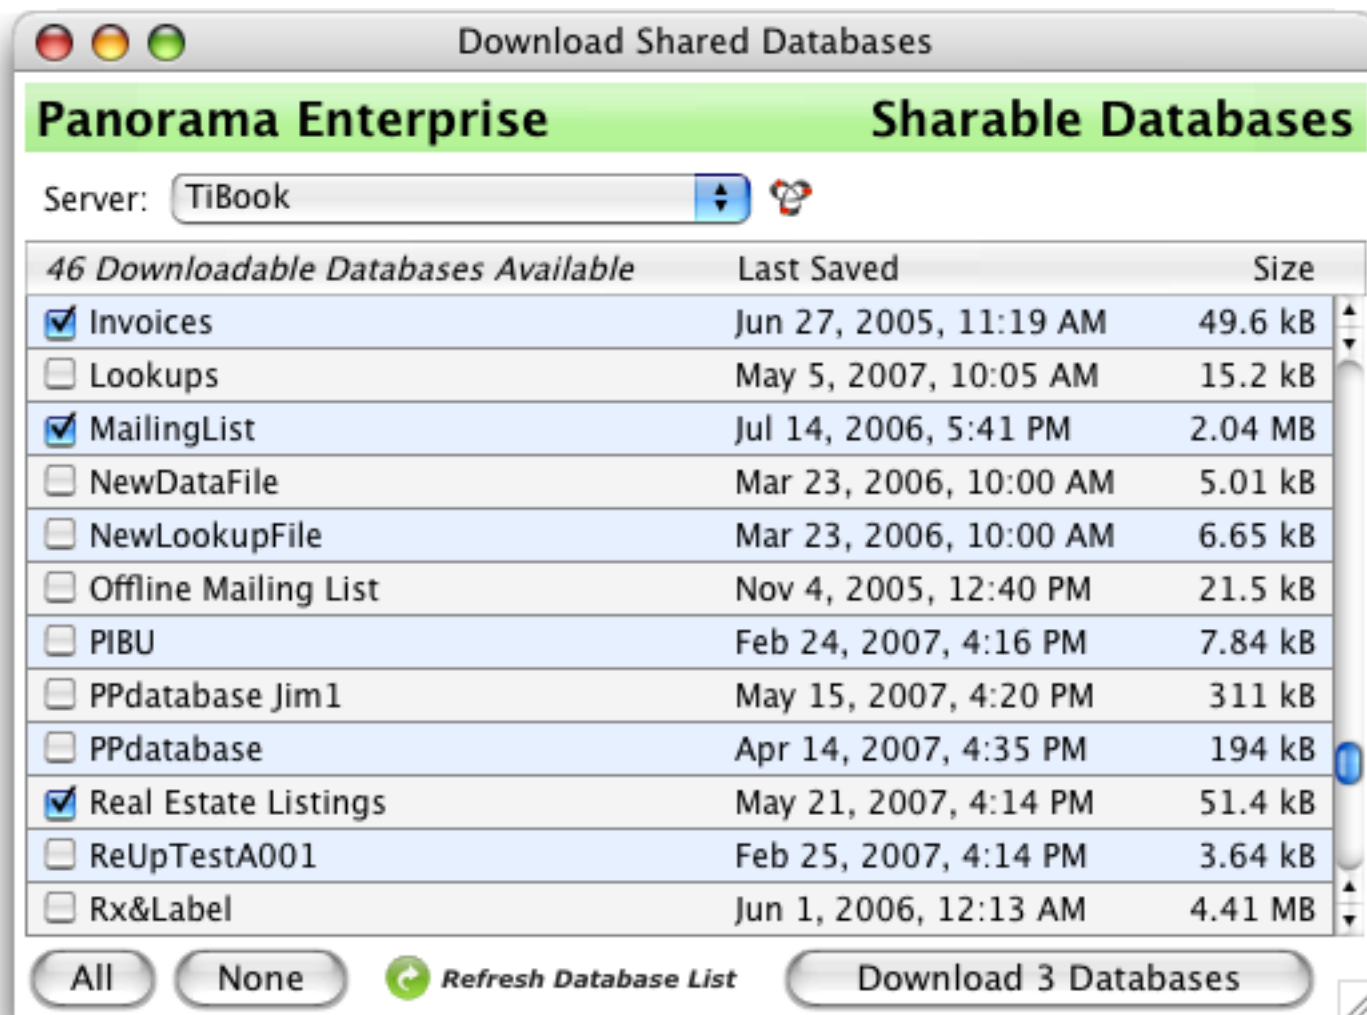 Download Shared Databases
Panorama Enterprise Sharable Databases
Server: TiBook
46 Downloadable Databases Available Last Saved Size
Invoices Jun 27, 2005, 11:19 AM 49.6 kB
Lookups May 5, 2007, 10:05 AM 15.2 kB
MailingList Jul 14, 2006, 5:41 PM 2.04 MB
NewDataFile Mar 23, 2006, 10:00 AM 5.01 kB
NewLookupFile Mar 23, 2006, 10:00 AM 6.65 kB
Offline Mailing List Nov 4, 2005, 12:40 PM 21.5 kB
PIBU Feb 24, 2007, 4:16 PM 7.84 kB
PPdatabase Jim1 May 15, 2007, 4:20 PM 311 kB
PPdatabase Apr 14, 2007, 4:35 PM 194 kB
Real Estate Listings May 21, 2007, 4:14 PM 51.4 kB
ReUpTestA001 Feb 25, 2007, 4:14 PM 3.64 kB
Rx&Label Jun 1, 2006, 12:13 AM 4.41 MB
All None Refresh Database List Download 3 Databases